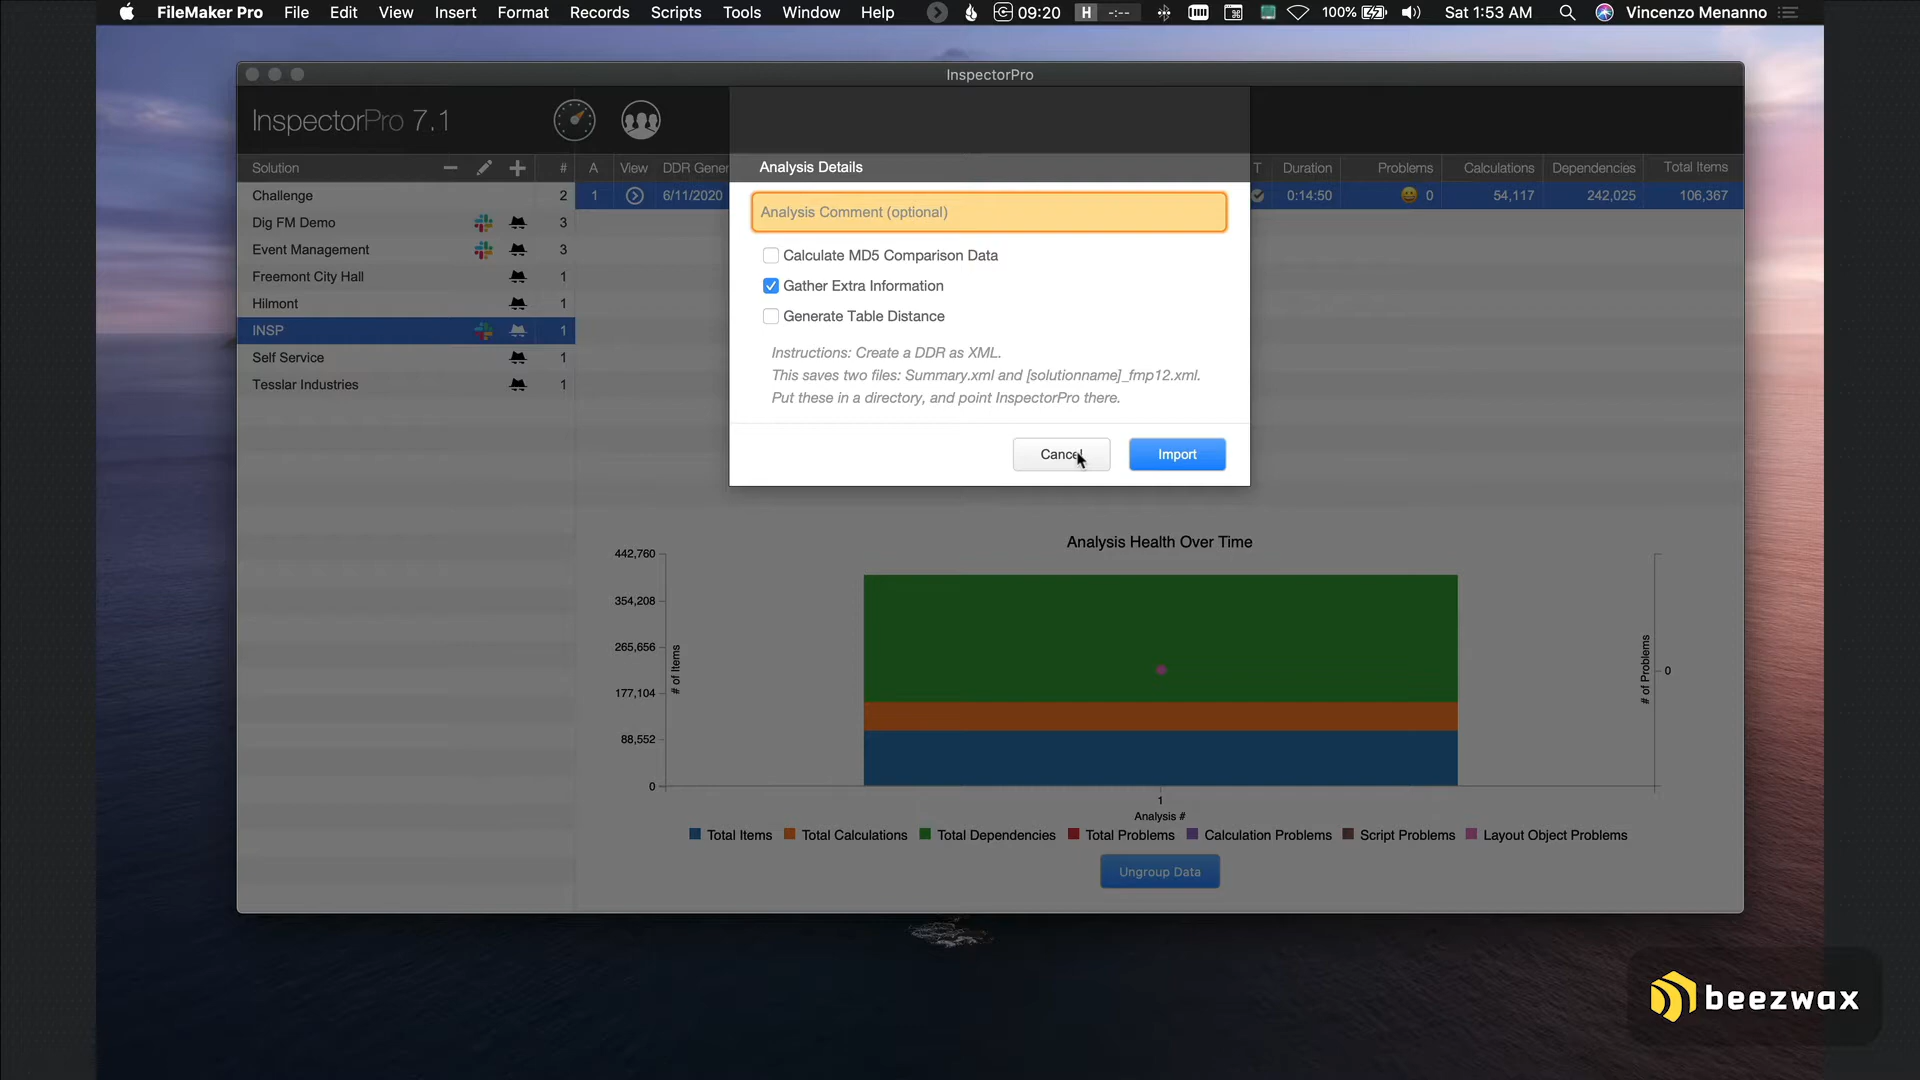 FileMaker Pro File Edit View Insert Format Records Scripts Tools Window Help 09:20 H -:-- 100% Sat 1:53 AM Vincenzo Menanno
InspectorPro
InspectorPro 7.1
Solution # A View DDR Gener T Duration Problems Calculations Dependencies Total Items
Challenge 2 1 6/11/2020 0:14:50 0 54,117 242,025 106,367
Dig FM Demo 3
Event Management 3
Freemont City Hall 1
Hilmont 1
INSP 1
Self Service 1
Tesslar Industries 1
Analysis Details
Analysis Comment (optional)
Calculate MD5 Comparison Data
Gather Extra Information
Generate Table Distance
Instructions: Create a DDR as XML.
This saves two files: Summary.xml and [solutionname]_fmp12.xml.
Put these in a directory, and point InspectorPro there.
Cancel Import
Analysis Health Over Time
442,760
354,208
265,656
177,104
88,552
0
# of Items
# of Problems
0
1
Analysis #
Total Items Total Calculations Total Dependencies Total Problems Calculation Problems Script Problems Layout Object Problems
Ungroup Data
beezwax